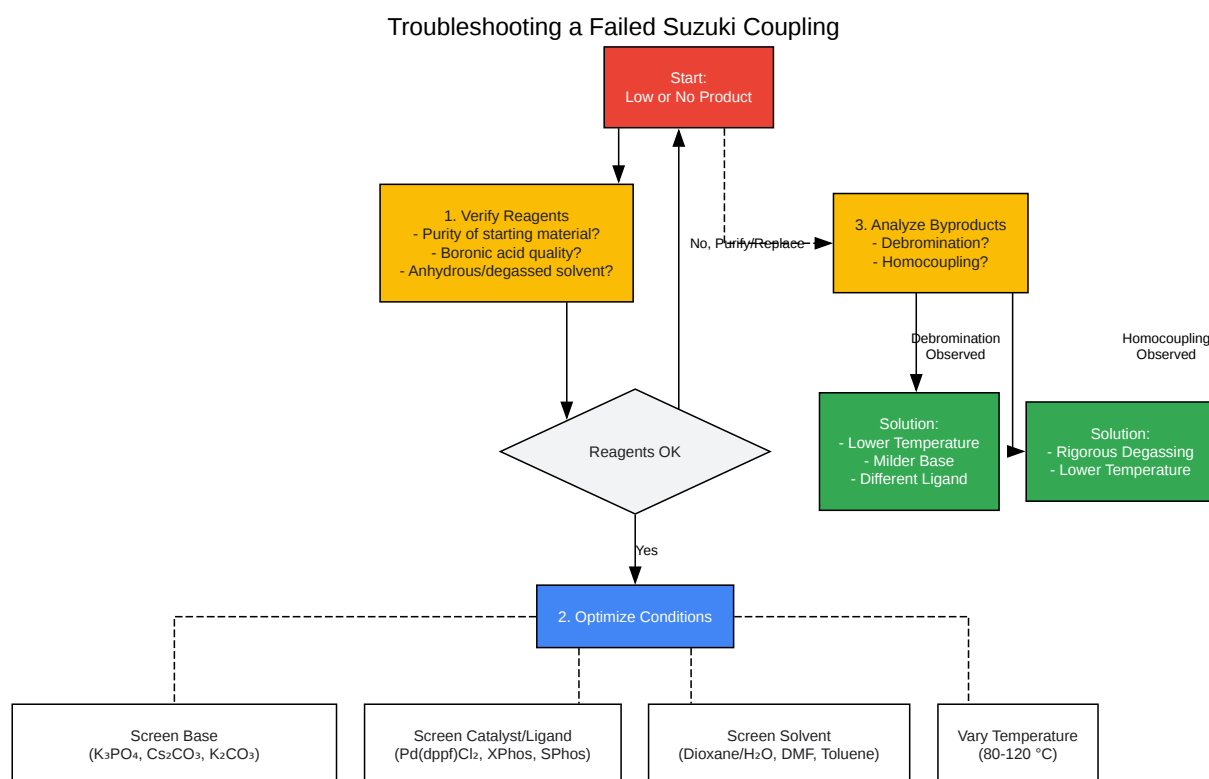 Troubleshooting a Failed Suzuki Coupling
Start:
Low or No Product
1. Verify Reagents
- Purity of starting material?
- Boronic acid quality?
- Anhydrous/degassed solvent?
No, Purify/Replace
3. Analyze Byproducts
- Debromination?
- Homocoupling?
Debromination
Observed
Homocoupling
Observed
Reagents OK
Solution:
- Lower Temperature
- Milder Base
- Different Ligand
Solution:
- Rigorous Degassing
- Lower Temperature
Yes
2. Optimize Conditions
Screen Base
(K₃PO₄, Cs₂CO₃, K₂CO₃)
Screen Catalyst/Ligand
(Pd(dppf)Cl₂, XPhos, SPhos)
Screen Solvent
(Dioxane/H₂O, DMF, Toluene)
Vary Temperature
(80-120 °C)